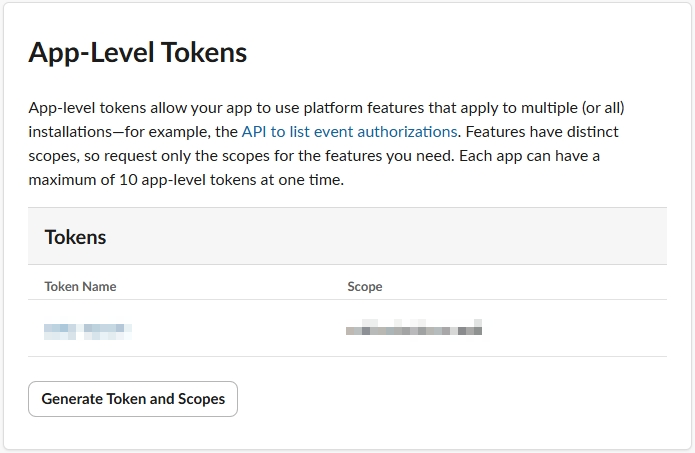 App-Level Tokens
App-level tokens allow your app to use platform features that apply to multiple (or all)
installations—for example, the API to list event authorizations. Features have distinct
scopes, so request only the scopes for the features you need. Each app can have a
maximum of 10 app-level tokens at one time.
Tokens
Token Name Scope
Generate Token and Scopes